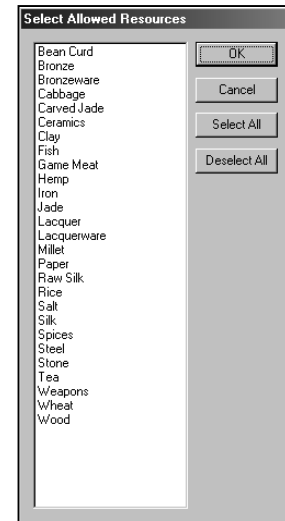 Select Allowed Resources
Bean Curd
Bronze
Bronzeware
Cabbage
Carved Jade
Ceramics
Clay
Fish
Game Meat
Hemp
Iron
Jade
Lacquer
Lacquerware
Millet
Paper
Raw Silk
Rice
Salt
Silk
Spices
Steel
Stone
Tea
Weapons
Wheat
Wood
OK
Cancel
Select All
Deselect All